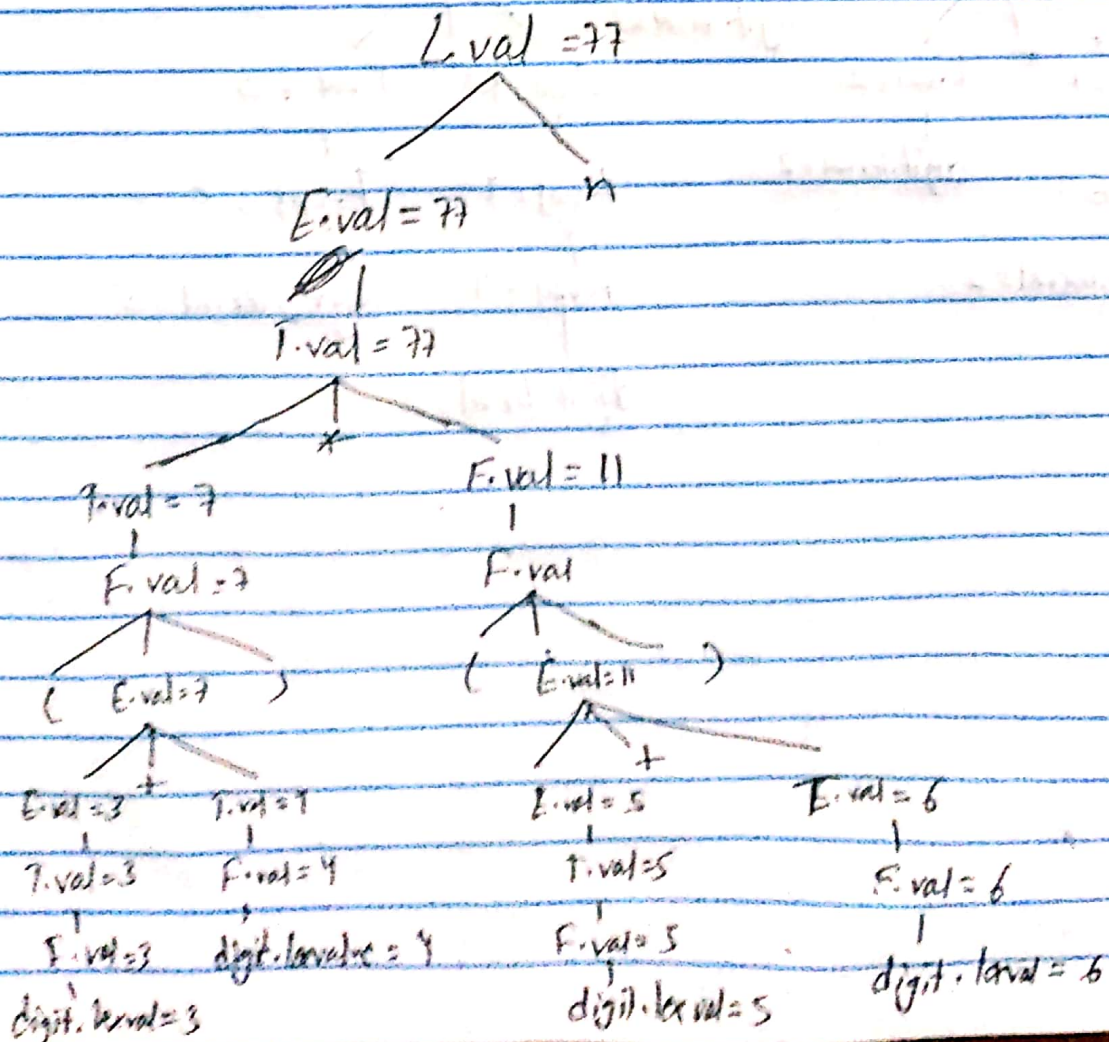 L.val = 77
E.val = 77 n
T.val = 77
*
T.val = 7 F.val = 11
F.val = 7 F.val
( E.val = 7 ) ( E.val = 11 )
+ +
E.val = 3 T.val = 4 E.val = 5 T.val = 6
T.val = 3 F.val = 4 T.val = 5 F.val = 6
F.val = 3 digit.lexvalue = 4 F.val = 5 digit.lexval = 6
digit.lexval = 3 digit.lexval = 5